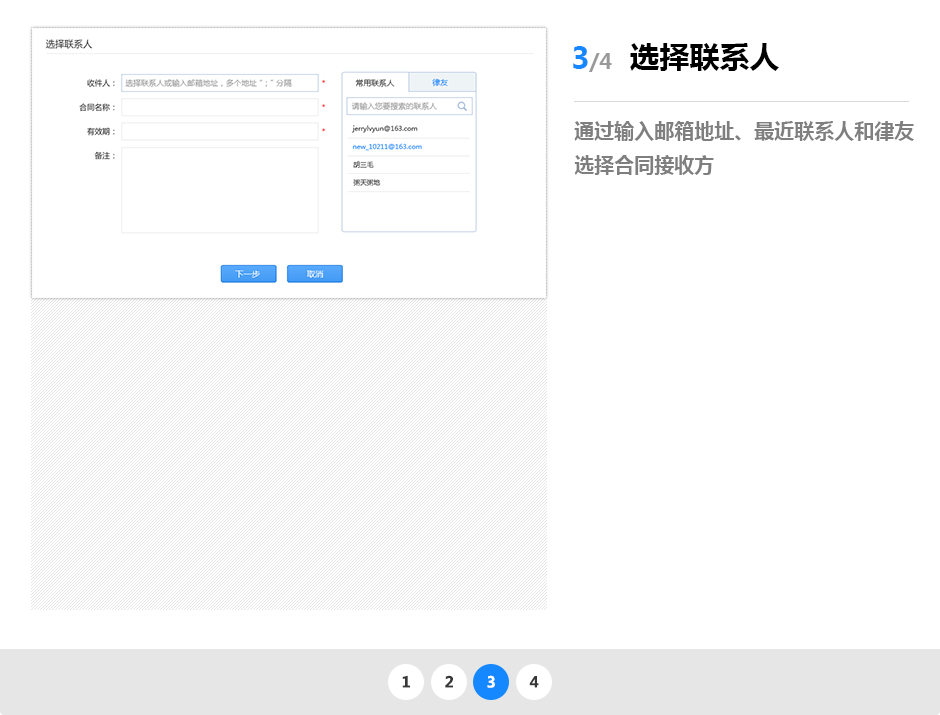 选择联系人
收件人：
选择联系人或输入邮箱地址，多个地址“;”分隔
*
合同名称：
*
有效期：
*
备注：
常用联系人
律友
请输入您要搜索的联系人
jerrylvyun@163.com
new_10211@163.com
胡三毛
粥天粥地
下一步
取消
3/4 选择联系人
通过输入邮箱地址、最近联系人和律友
选择合同接收方
1 2 3 4